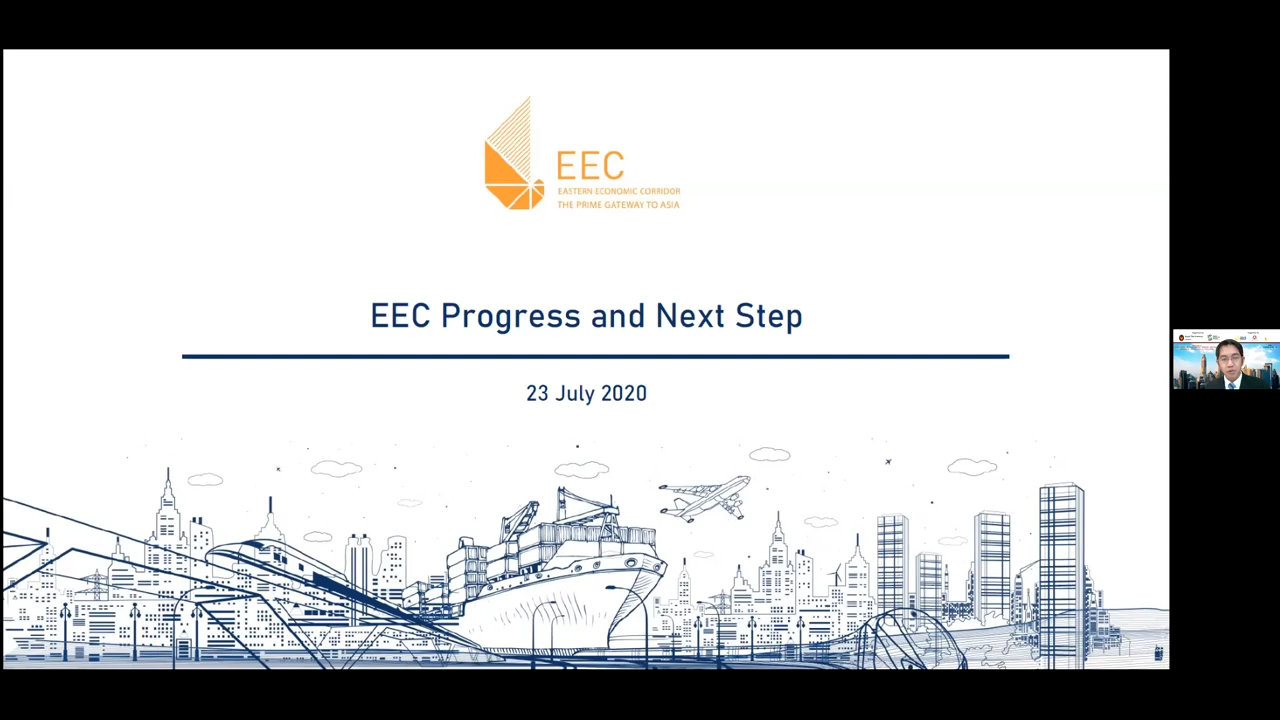 EEC
EASTERN ECONOMIC CORRIDOR
THE PRIME GATEWAY TO ASIA
EEC Progress and Next Step
23 July 2020